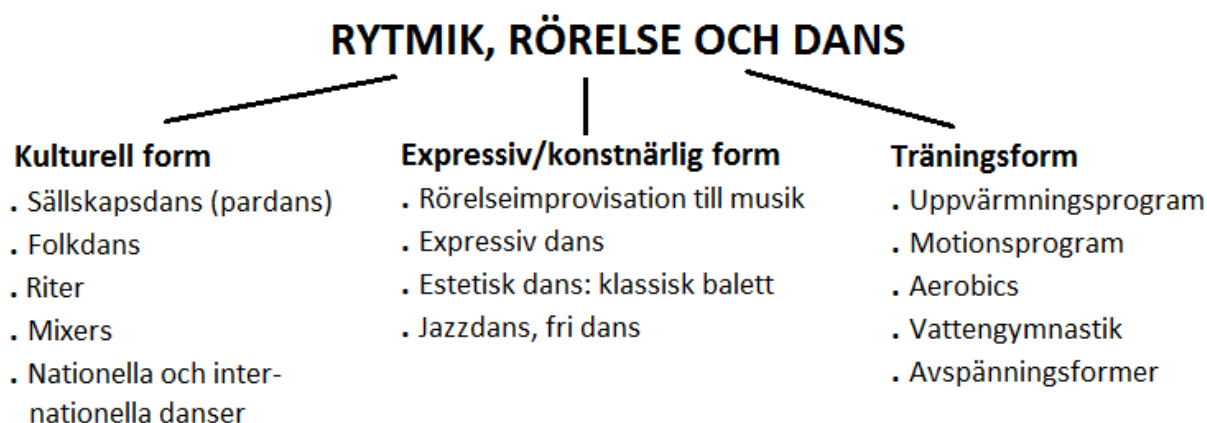 RYTMIK, RÖRELSE OCH DANS
Kulturell form
. Sällskapsdans (pardans)
. Folkdans
. Riter
. Mixers
. Nationella och inter-
nationella danser
Expressiv/konstnärlig form
. Rörelseimprovisation till musik
. Expressiv dans
. Estetisk dans: klassisk balett
. Jazzdans, fri dans
Träningsform
. Uppvärmningsprogram
. Motionsprogram
. Aerobics
. Vattengymnastik
. Avspänningsformer